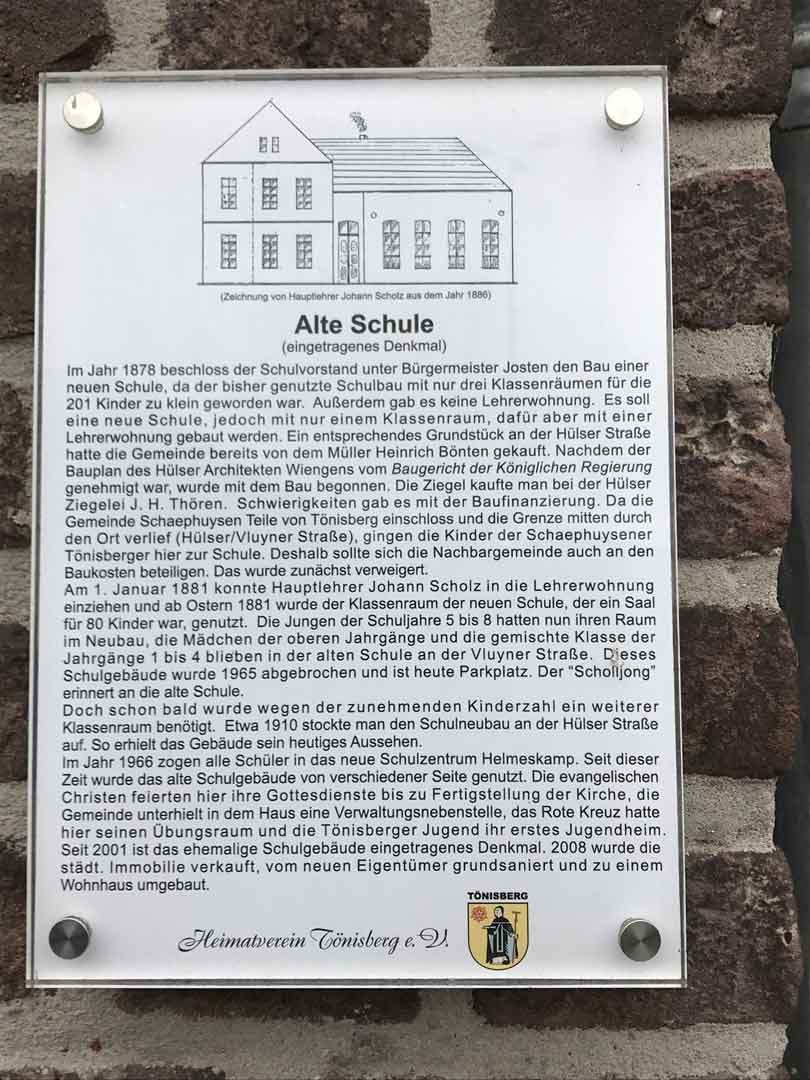 (Zeichnung von Hauptlehrer Johann Scholz aus dem Jahr 1886)
Alte Schule
(eingetragenes Denkmal)
Im Jahr 1878 beschloss der Schulvorstand unter Bürgermeister Josten den Bau einer
neuen Schule, da der bisher genutzte Schulbau mit nur drei Klassenräumen für die
201 Kinder zu klein geworden war. Außerdem gab es keine Lehrerwohnung. Es soll
eine neue Schule, jedoch mit nur einem Klassenraum, dafür aber mit einer
Lehrerwohnung gebaut werden. Ein entsprechendes Grundstück an der Hülser Straße
hatte die Gemeinde bereits von dem Müller Heinrich Bönten gekauft. Nachdem der
Bauplan des Hülser Architekten Wiengens vom Baugericht der Königlichen Regierung
genehmigt war, wurde mit dem Bau begonnen. Die Ziegel kaufte man bei der Hülser
Ziegelei J. H. Thören. Schwierigkeiten gab es mit der Baufinanzierung. Da die
Gemeinde Schaephuysen Teile von Tönisberg einschloss und die Grenze mitten durch
den Ort verlief (Hülser/Vluyner Straße), gingen die Kinder der Schaephuysener
Tönisberger hier zur Schule. Deshalb sollte sich die Nachbargemeinde auch an den
Baukosten beteiligen. Das wurde zunächst verweigert.
Am 1. Januar 1881 konnte Hauptlehrer Johann Scholz in die Lehrerwohnung
einziehen und ab Ostern 1881 wurde der Klassenraum der neuen Schule, der ein Saal
für 80 Kinder war, genutzt. Die Jungen der Schuljahre 5 bis 8 hatten nun ihren Raum
im Neubau, die Mädchen der oberen Jahrgänge und die gemischte Klasse der
Jahrgänge 1 bis 4 blieben in der alten Schule an der Vluyner Straße. Dieses
Schulgebäude wurde 1965 abgebrochen und ist heute Parkplatz. Der “Scholljong”
erinnert an die alte Schule.
Doch schon bald wurde wegen der zunehmenden Kinderzahl ein weiterer
Klassenraum benötigt. Etwa 1910 stockte man den Schulneubau an der Hülser Straße
auf. So erhielt das Gebäude sein heutiges Aussehen.
Im Jahr 1966 zogen alle Schüler in das neue Schulzentrum Helmeskamp. Seit dieser
Zeit wurde das alte Schulgebäude von verschiedener Seite genutzt. Die evangelischen
Christen feierten hier ihre Gottesdienste bis zu Fertigstellung der Kirche, die
Gemeinde unterhielt in dem Haus eine Verwaltungsnebenstelle, das Rote Kreuz hatte
hier seinen Übungsraum und die Tönisberger Jugend ihr erstes Jugendheim.
Seit 2001 ist das ehemalige Schulgebäude eingetragenes Denkmal. 2008 wurde die
städt. Immobilie verkauft, vom neuen Eigentümer grundsaniert und zu einem
Wohnhaus umgebaut.
TÖNISBERG
Heimatverein Tönisberg e. V.